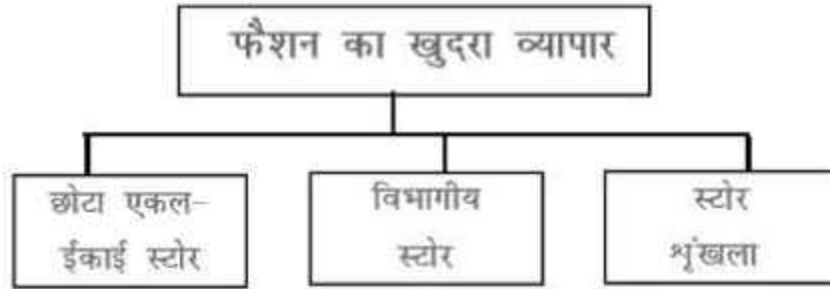 फैशन का खुदरा व्यापार
छोटा एकल-
ईकाई स्टोर
विभागीय
स्टोर
स्टोर
शृंखला